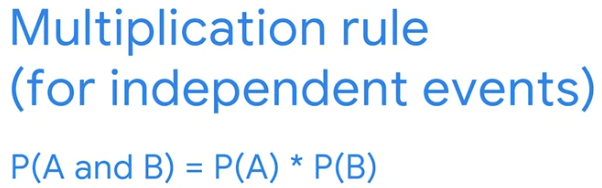 Multiplication rule
(for independent events)
P(A and B) = P(A) * P(B)